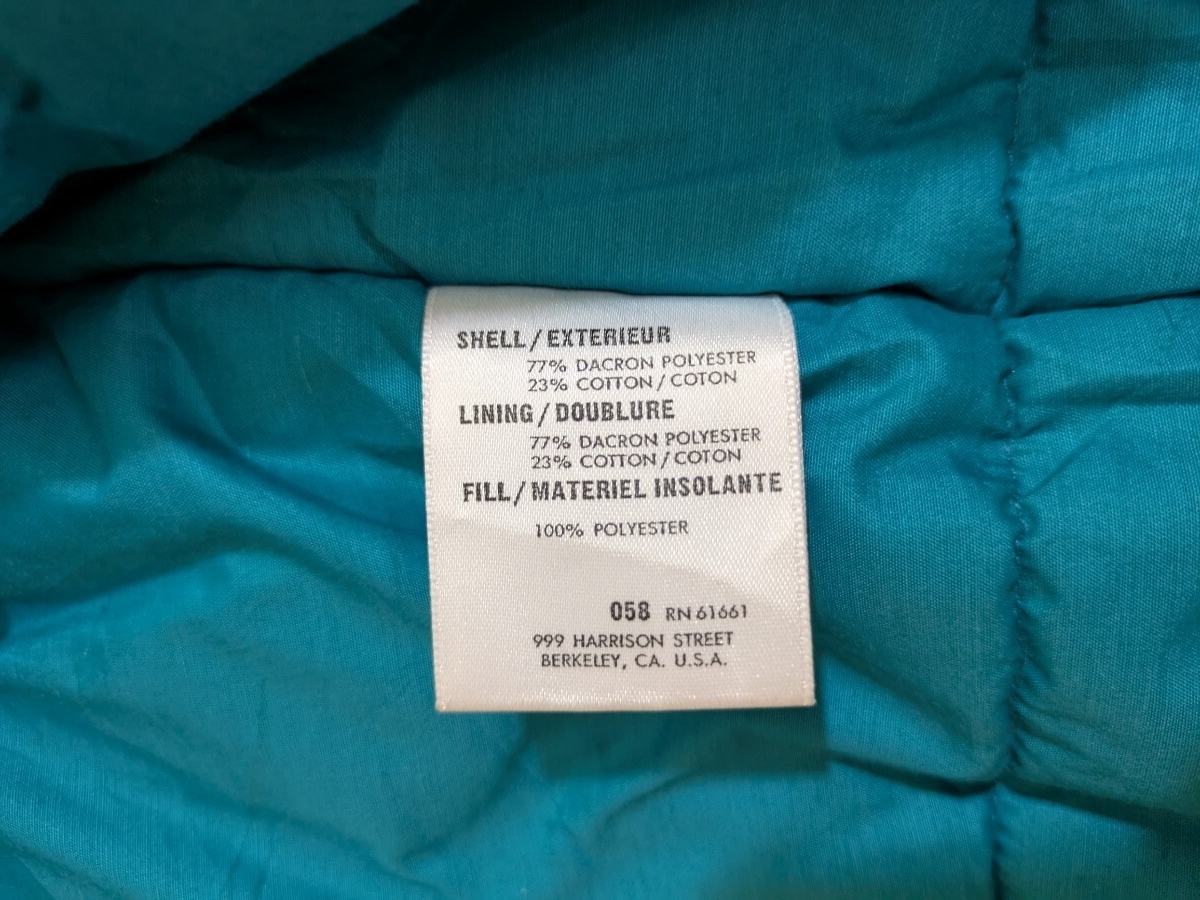 SHELL/EXTERIEUR
77% DACRON POLYESTER
23% COTTON/COTON
LINING/DOUBLURE
77% DACRON POLYESTER
23% COTTON/COTON
FILL/MATERIEL INSOLANTE
100% POLYESTER
058 RN 61661
999 HARRISON STREET
BERKELEY, CA. U.S.A.